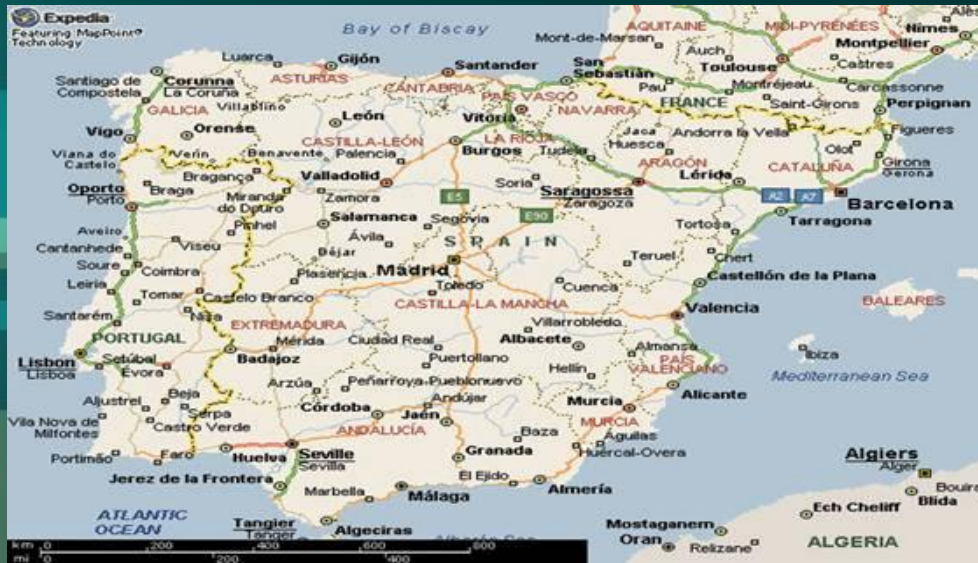 Expedia
Featuring MapPoint®
Technology
Bay of Biscay
AQUITAINE
MIDI-PYRÉNÉES
Nîmes
Mont-de-Marsan
Montpellier
Luarca
Gijón
Santander
San
Sebastián
Auch
Toulouse
Castres
Santiago de
Compostela
Corunna
La Coruña
ASTURIAS
CANTABRIA
PAÍS VASCO
NAVARRA
Pau
Montréjeau
Carcassonne
GALICIA
Villablino
León
Vitoria
FRANCE
Saint-Girons
Perpignan
Vigo
Orense
CASTILLA-LEÓN
LA RIOJA
Jaca
Andorra la Vella
Figueres
Viana do
Castelo
Verín
Benavente
Palencia
Burgos
Tudela
Huesca
Olot
Bragança
Valladolid
ARAGÓN
CATALUÑA
Girona
Gerona
Oporto
Porto
Braga
Miranda
do Douro
Zamora
E5
Soria
Saragossa
Zaragoza
Lérida
A2
A7
Barcelona
Aveiro
Pinhel
Salamanca
Segovia
E90
Tarragona
Cantanhede
Viseu
Ávila
SPAIN
Tortosa
Soure
Coimbra
Béjar
Teruel
Chert
Leiria
Plasencia
Madrid
Castellón de la Plana
Tomar
Castelo Branco
Toledo
Cuenca
BALEARES
Santarém
Nisa
CASTILLA-LA MANCHA
Valencia
PORTUGAL
EXTREMADURA
Villarrobledo
Lisbon
Lisboa
Setúbal
Évora
Badajoz
Mérida
Ciudad Real
Albacete
Almansa
Ibiza
Puertollano
PAÍS
VALENCIANO
Mediterranean Sea
Beja
Arzúa
Peñarroya-Pueblonuevo
Hellín
Alicante
Aljustrel
Serpa
Córdoba
Andújar
Murcia
Vila Nova de
Milfontes
Castro Verde
Jaén
MURCIA
ANDALUCÍA
Baza
Águilas
Portimão
Faro
Huelva
Seville
Sevilla
Granada
Huércal-Overa
Algiers
Alger
Jerez de la Frontera
El Ejido
Almería
Bouira
Marbella
Málaga
Blida
ATLANTIC
OCEAN
Tangier
Tanger
Algeciras
Ech Cheliff
Mostaganem
Oran
Relizane
ALGERIA
km 0 200 400 600 800
mi 0 200 400